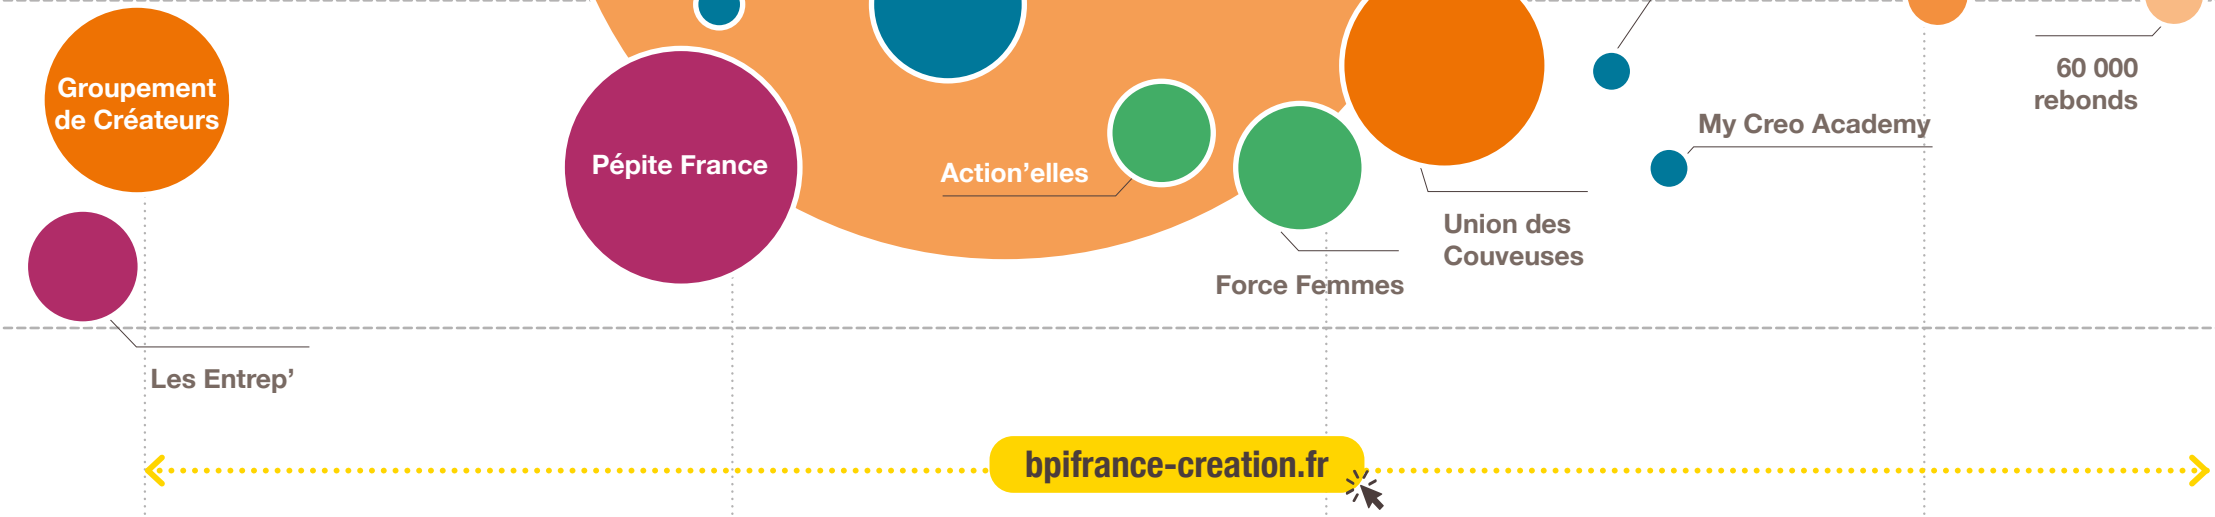 Groupement
de Créateurs
Pépite France
Action’elles
Force Femmes
Union des
Couveuses
My Creo Academy
60 000
rebonds
Les Entrep’
bpifrance-creation.fr